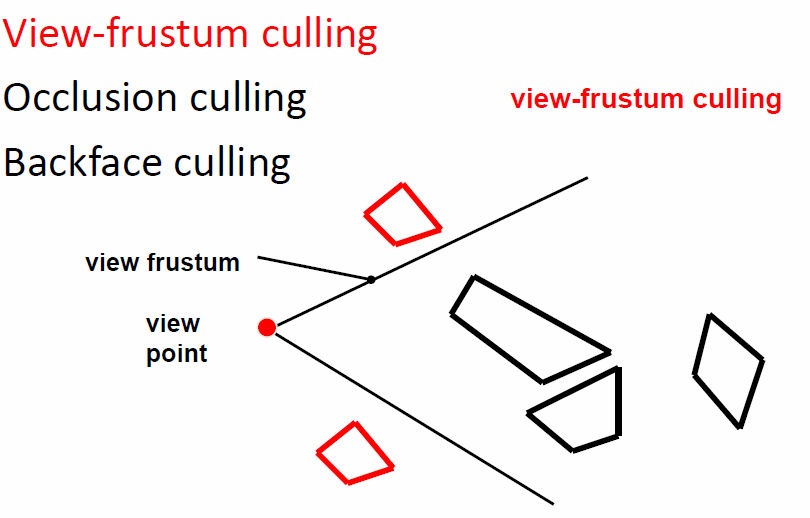 View-frustum culling
Occlusion culling
view-frustum culling
Backface culling
view frustum
view
point